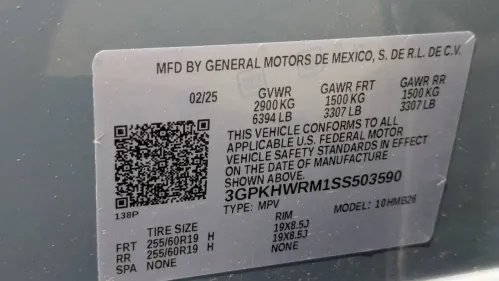 MFD BY GENERAL MOTORS DE MEXICO, S. DE R.L. DE C.V.
02/25 GVWR GAWR FRT GAWR RR
2900 KG 1500 KG 1500 KG
6394 LB 3307 LB 3307 LB
THIS VEHICLE CONFORMS TO ALL
APPLICABLE U.S. FEDERAL MOTOR
VEHICLE SAFETY STANDARDS IN EFFECT
ON THE DATE OF MANUFACTURE
SHOWN ABOVE.
3GPKHWRM1SS503590
138P TYPE: MPV MODEL: 10HMB26
TIRE SIZE RIM
FRT 255/60R19 H 19X8.5J
RR 255/60R19 H 19X8.5J
SPA NONE NONE